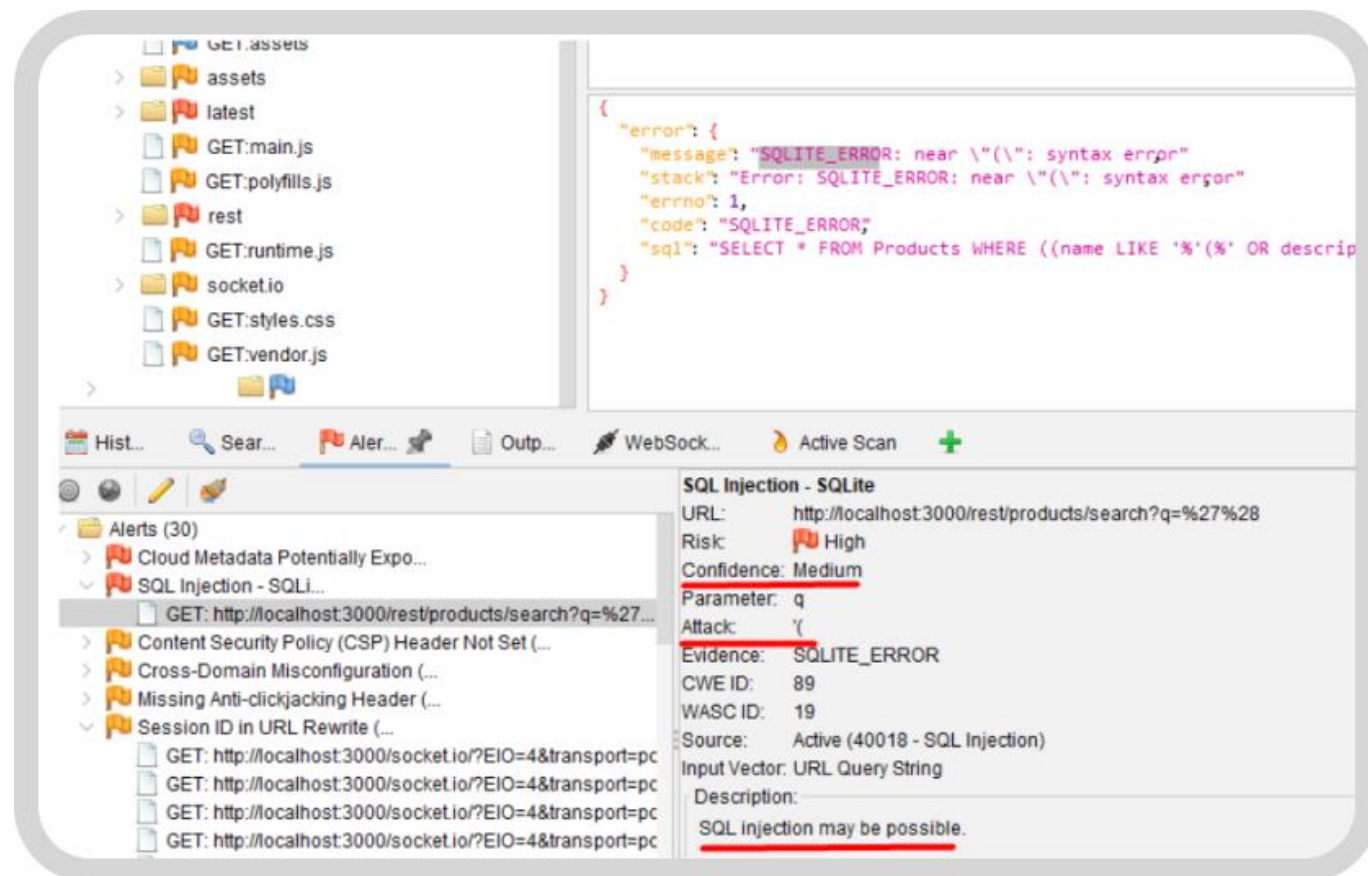 GET:assets
assets
latest
GET:main.js
GET:polyfills.js
rest
GET:runtime.js
socket.io
GET:styles.css
GET:vendor.js
{
"error": {
"message": "SQLITE_ERROR: near \"(\": syntax error"
"stack": "Error: SQLITE_ERROR: near \"(\": syntax error"
"errno": 1,
"code": "SQLITE_ERROR",
"sql": "SELECT * FROM Products WHERE ((name LIKE '%'(%' OR descrip
}
}
Hist... Sear... Aler... Outp... WebSock... Active Scan
Alerts (30)
Cloud Metadata Potentially Expo...
SQL Injection - SQLi...
GET: http://localhost:3000/rest/products/search?q=%27...
Content Security Policy (CSP) Header Not Set (...
Cross-Domain Misconfiguration (...
Missing Anti-clickjacking Header (...
Session ID in URL Rewrite (...
GET: http://localhost:3000/socket.io/?EIO=4&transport=pc
GET: http://localhost:3000/socket.io/?EIO=4&transport=pc
GET: http://localhost:3000/socket.io/?EIO=4&transport=pc
GET: http://localhost:3000/socket.io/?EIO=4&transport=pc
SQL Injection - SQLite
URL: http://localhost:3000/rest/products/search?q=%27%28
Risk: High
Confidence: Medium
Parameter: q
Attack: '(
Evidence: SQLITE_ERROR
CWE ID: 89
WASC ID: 19
Source: Active (40018 - SQL Injection)
Input Vector: URL Query String
Description:
SQL injection may be possible.